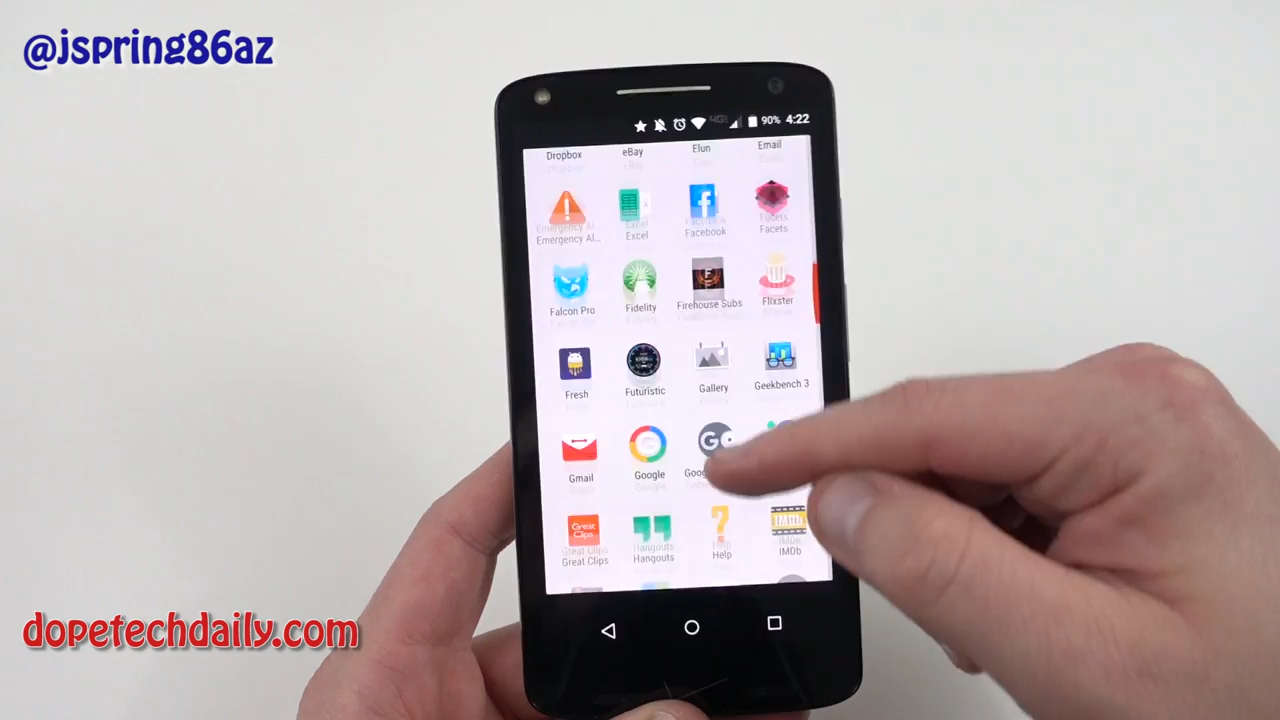 @jspring86az
4G 90% 4:22
Dropbox eBay Elun Email
Emergency Al... Excel Facebook Facets
Falcon Pro Fidelity Firehouse Subs Flixster
Fresh Futuristic Gallery Geekbench 3
Gmail Google
Great Clips Hangouts Help IMDb
dopetechdaily.com